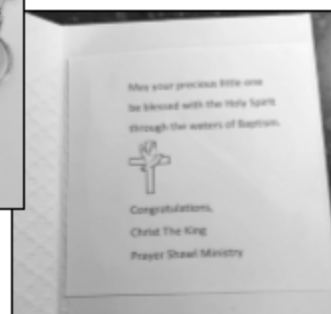 May your precious little one
be blessed with the Holy Spirit
through the waters of Baptism.
Congratulations,
Christ The King
Prayer Shawl Ministry